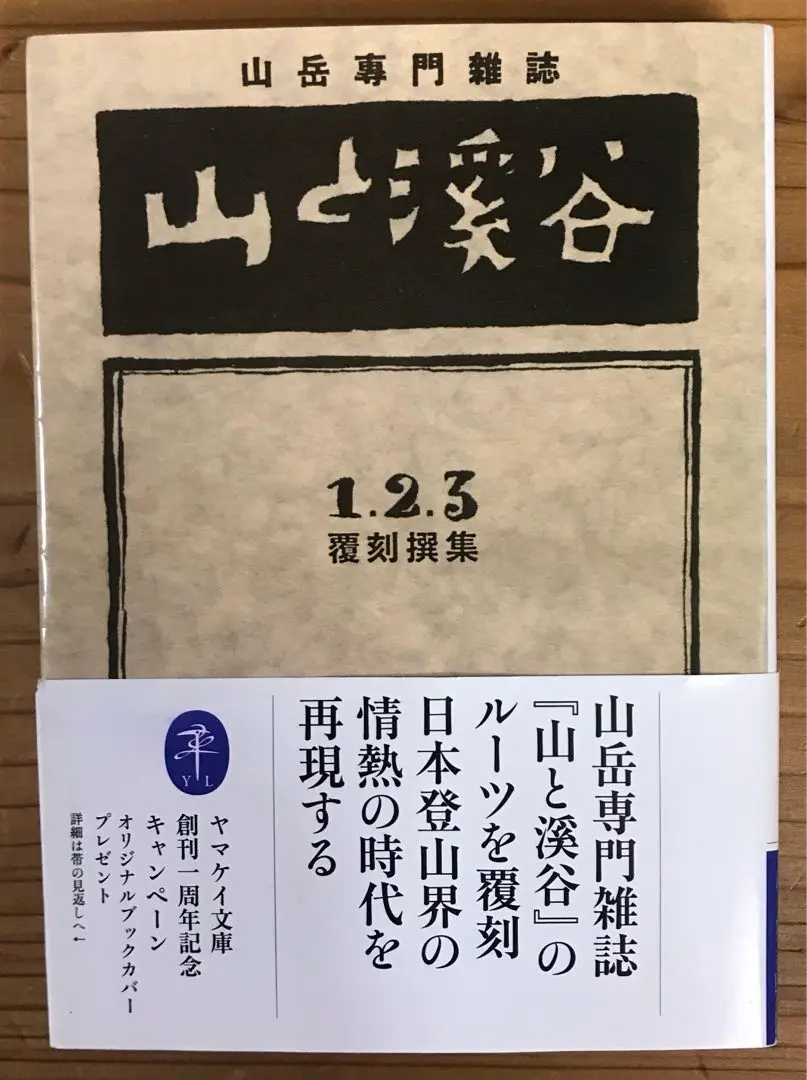 山岳專門雜誌
山と溪谷
1.2.3
覆刻撰集
山岳専門雑誌
『山と溪谷』の
ルーツを覆刻
日本登山界の
情熱の時代を
再現する
YL
ヤマケイ文庫
創刊一周年記念
キャンペーン
オリジナルブックカバー
プレゼント
詳細は帯の見返しへ←